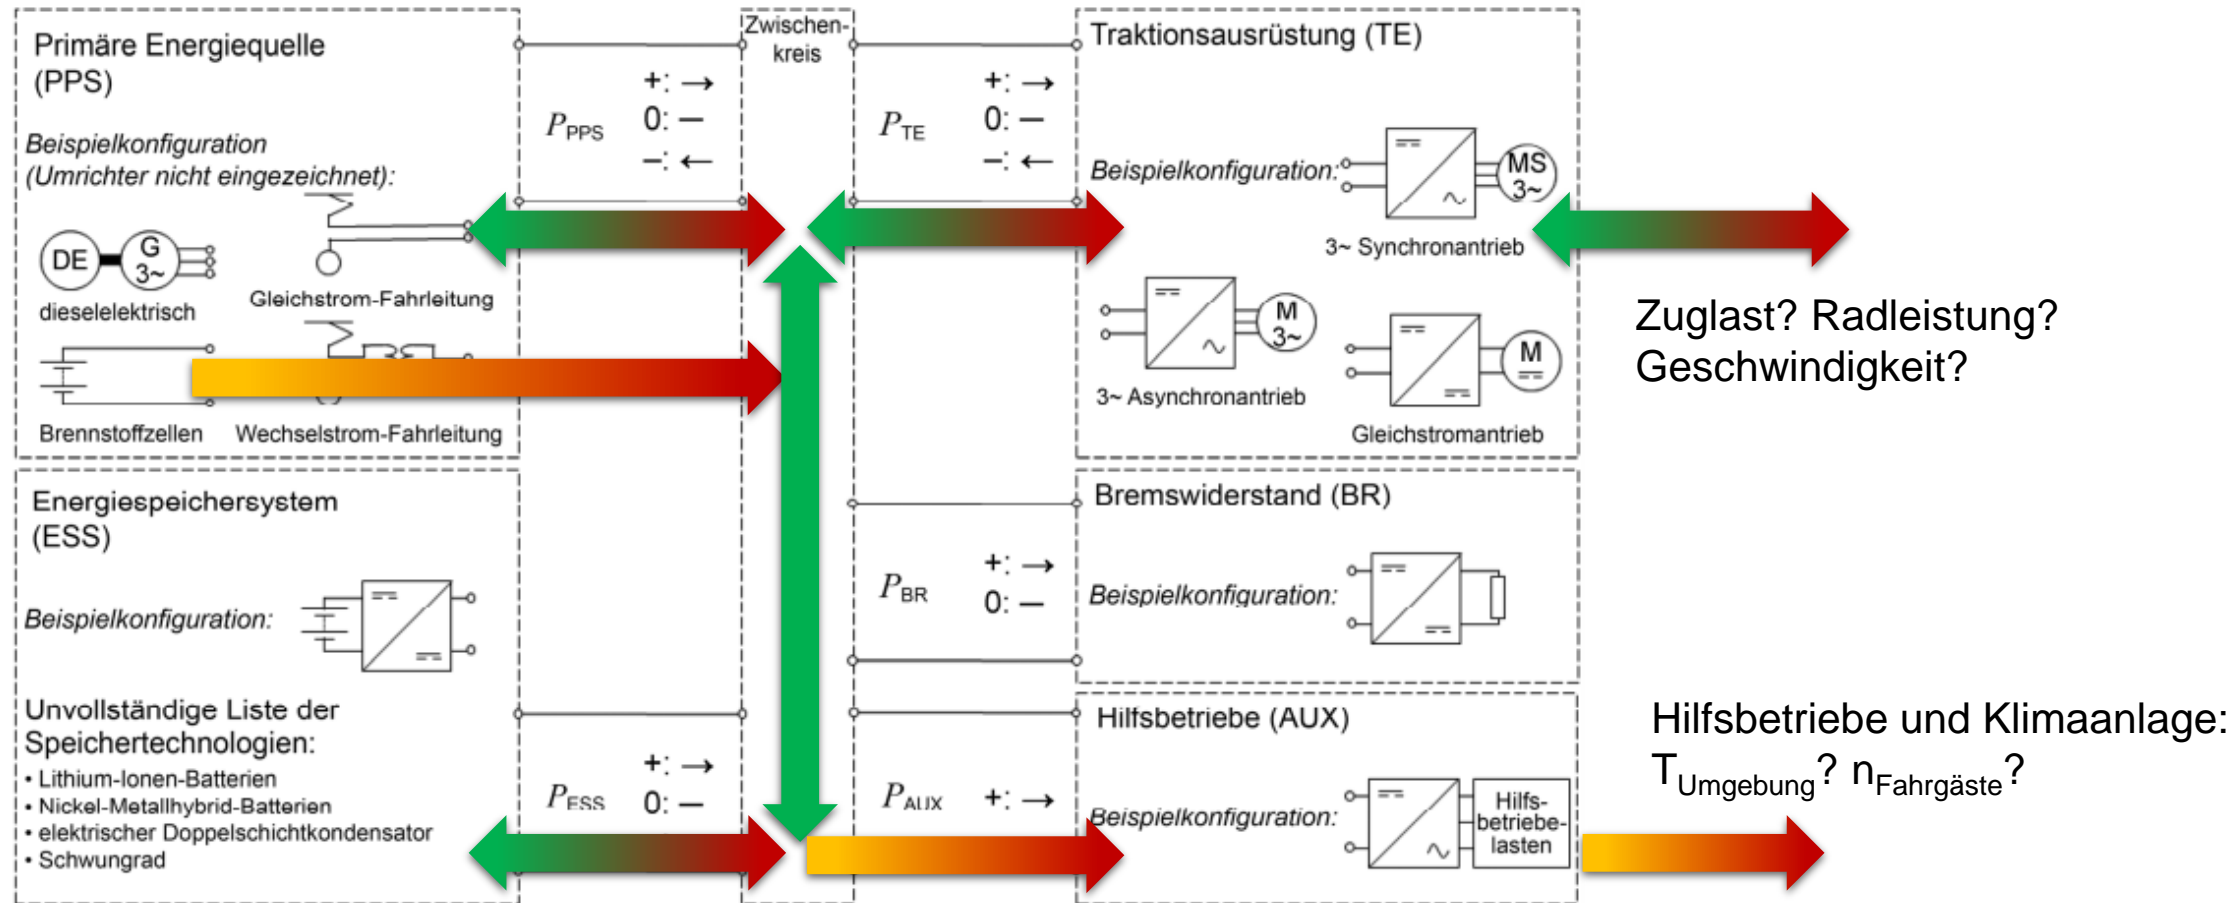 Primäre Energiequelle
(PPS)
Beispielkonfiguration
(Umrichter nicht eingezeichnet):
DE
G
3~
dieselelektrisch
Gleichstrom-Fahrleitung
Brennstoffzellen
Wechselstrom-Fahrleitung
P_PPS
+: →
0: —
−: ←
Zwischen-
kreis
P_TE
+: →
0: —
−: ←
Traktionsausrüstung (TE)
Beispielkonfiguration:
MS
3~
3~ Synchronantrieb
M
3~
3~ Asynchronantrieb
M
Gleichstromantrieb
Zuglast? Radleistung?
Geschwindigkeit?
Energiespeichersystem
(ESS)
Beispielkonfiguration:
Unvollständige Liste der
Speichertechnologien:
• Lithium-Ionen-Batterien
• Nickel-Metallhybrid-Batterien
• elektrischer Doppelschichtkondensator
• Schwungrad
P_ESS
+: →
0: —
P_BR
+: →
0: —
Bremswiderstand (BR)
Beispielkonfiguration:
P_AUX
+: →
Hilfsbetriebe (AUX)
Beispielkonfiguration:
Hilfs-
betriebe-
lasten
Hilfsbetriebe und Klimaanlage:
T_Umgebung? n_Fahrgäste?